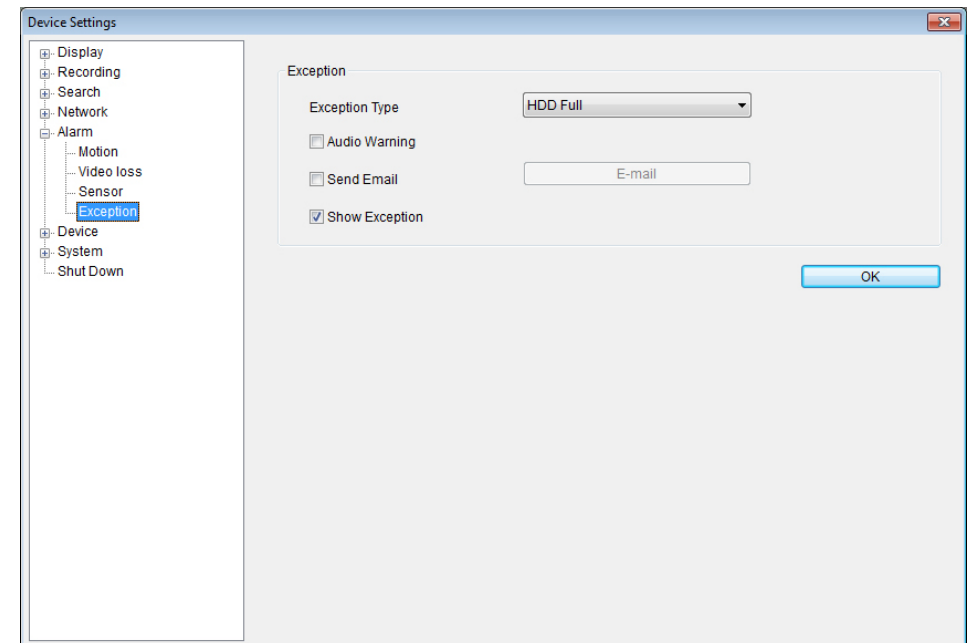 Device Settings
Display
Recording
Search
Network
Alarm
Motion
Video loss
Sensor
Exception
Device
System
Shut Down
Exception
Exception Type
HDD Full
Audio Warning
Send Email
E-mail
Show Exception
OK